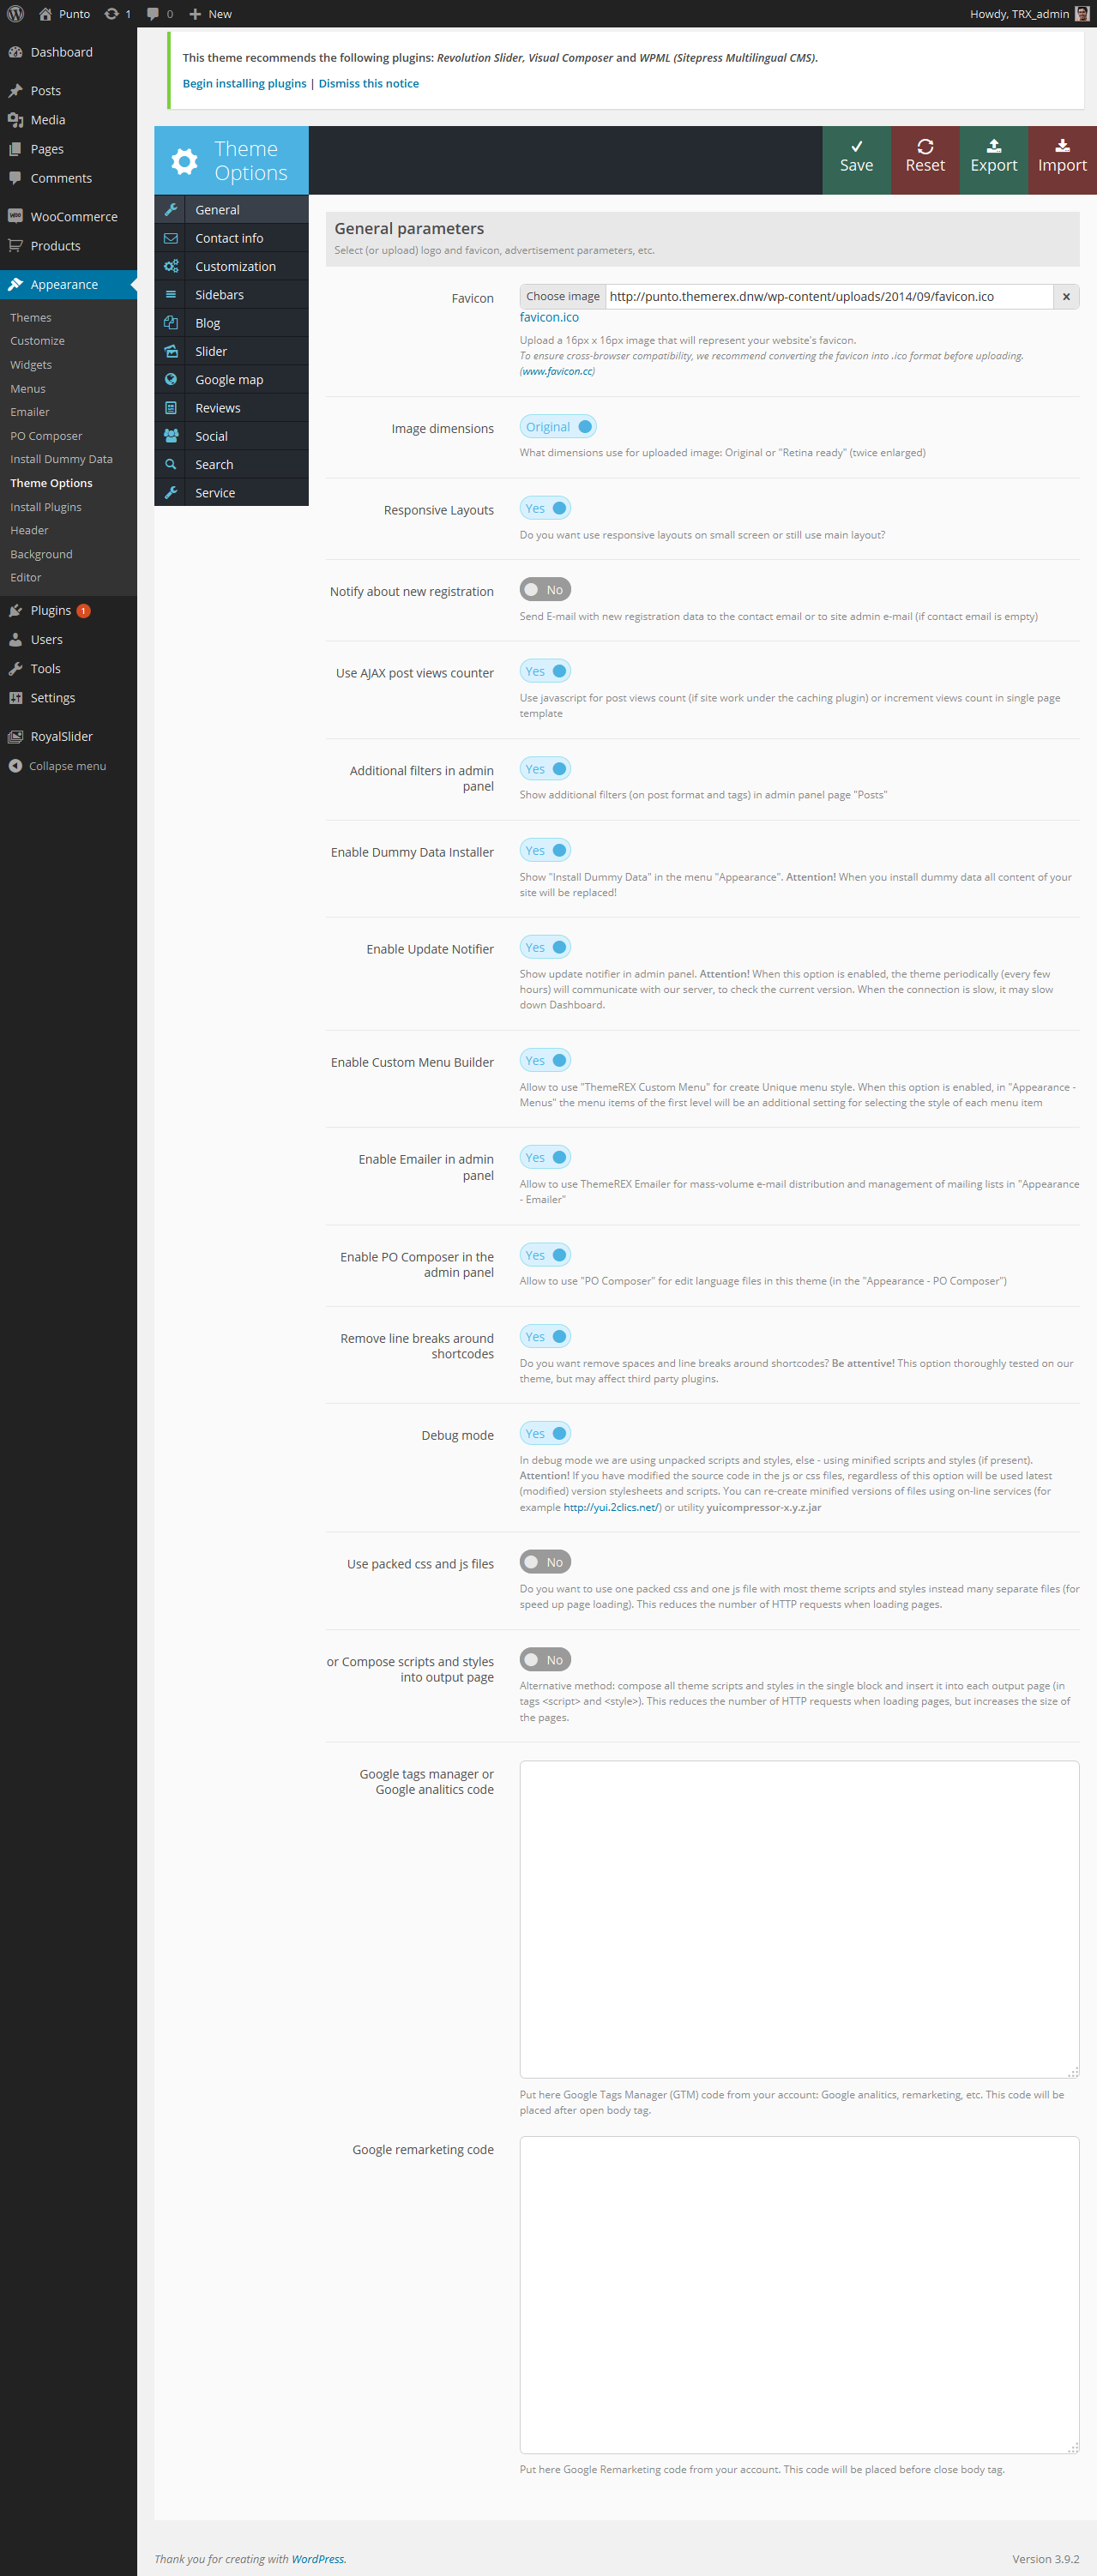 Punto 1 0 New Howdy, TRX_admin
Dashboard
Posts
Media
Pages
Comments
WooCommerce
Products
Appearance
Themes
Customize
Widgets
Menus
Emailer
PO Composer
Install Dummy Data
Theme Options
Install Plugins
Header
Background
Editor
Plugins 1
Users
Tools
Settings
RoyalSlider
Collapse menu
This theme recommends the following plugins: Revolution Slider, Visual Composer and WPML (Sitepress Multilingual CMS).
Begin installing plugins | Dismiss this notice
Theme
Options
Save Reset Export Import
General
Contact info
Customization
Sidebars
Blog
Slider
Google map
Reviews
Social
Search
Service
General parameters
Select (or upload) logo and favicon, advertisement parameters, etc.
Favicon
Choose image http://punto.themerex.dnw/wp-content/uploads/2014/09/favicon.ico ×
favicon.ico
Upload a 16px x 16px image that will represent your website's favicon.
To ensure cross-browser compatibility, we recommend converting the favicon into .ico format before uploading.
(www.favicon.cc)
Image dimensions
Original
What dimensions use for uploaded image: Original or "Retina ready" (twice enlarged)
Responsive Layouts
Yes
Do you want use responsive layouts on small screen or still use main layout?
Notify about new registration
No
Send E-mail with new registration data to the contact email or to site admin e-mail (if contact email is empty)
Use AJAX post views counter
Yes
Use javascript for post views count (if site work under the caching plugin) or increment views count in single page
template
Additional filters in admin
panel
Yes
Show additional filters (on post format and tags) in admin panel page "Posts"
Enable Dummy Data Installer
Yes
Show "Install Dummy Data" in the menu "Appearance". Attention! When you install dummy data all content of your
site will be replaced!
Enable Update Notifier
Yes
Show update notifier in admin panel. Attention! When this option is enabled, the theme periodically (every few
hours) will communicate with our server, to check the current version. When the connection is slow, it may slow
down Dashboard.
Enable Custom Menu Builder
Yes
Allow to use "ThemeREX Custom Menu" for create Unique menu style. When this option is enabled, in "Appearance -
Menus" the menu items of the first level will be an additional setting for selecting the style of each menu item
Enable Emailer in admin
panel
Yes
Allow to use ThemeREX Emailer for mass-volume e-mail distribution and management of mailing lists in "Appearance
- Emailer"
Enable PO Composer in the
admin panel
Yes
Allow to use "PO Composer" for edit language files in this theme (in the "Appearance - PO Composer")
Remove line breaks around
shortcodes
Yes
Do you want remove spaces and line breaks around shortcodes? Be attentive! This option thoroughly tested on our
theme, but may affect third party plugins.
Debug mode
Yes
In debug mode we are using unpacked scripts and styles, else - using minified scripts and styles (if present).
Attention! If you have modified the source code in the js or css files, regardless of this option will be used latest
(modified) version stylesheets and scripts. You can re-create minified versions of files using on-line services (for
example http://yui.2clics.net/) or utility yuicompressor-x.y.z.jar
Use packed css and js files
No
Do you want to use one packed css and one js file with most theme scripts and styles instead many separate files (for
speed up page loading). This reduces the number of HTTP requests when loading pages.
or Compose scripts and styles
into output page
No
Alternative method: compose all theme scripts and styles in the single block and insert it into each output page (in
tags <script> and <style>). This reduces the number of HTTP requests when loading pages, but increases the size of
the pages.
Google tags manager or
Google analitics code
Put here Google Tags Manager (GTM) code from your account: Google analitics, remarketing, etc. This code will be
placed after open body tag.
Google remarketing code
Put here Google Remarketing code from your account. This code will be placed before close body tag.
Thank you for creating with WordPress. Version 3.9.2